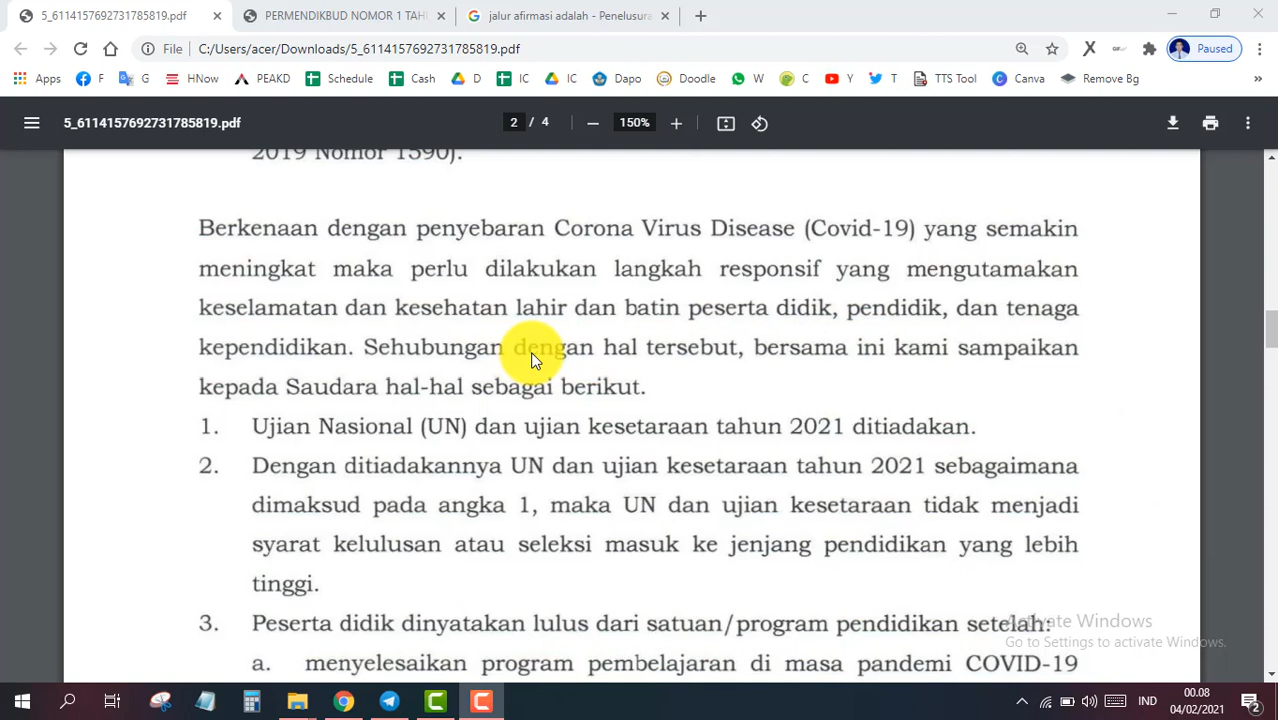 5_6114157692731785819.pdf
PERMENDIKBUD NOMOR 1 TAH
jalur afirmasi adalah - Penelusura
File C:/Users/acer/Downloads/5_6114157692731785819.pdf
Paused
Apps F G HNow PEAKD Schedule Cash D IC IC Dapo Doodle W C Y T TTS Tool Canva Remove Bg
5_6114157692731785819.pdf
2 / 4
150%
2019 Nomor 1590).
Berkenaan dengan penyebaran Corona Virus Disease (Covid-19) yang semakin
meningkat maka perlu dilakukan langkah responsif yang mengutamakan
keselamatan dan kesehatan lahir dan batin peserta didik, pendidik, dan tenaga
kependidikan. Sehubungan dengan hal tersebut, bersama ini kami sampaikan
kepada Saudara hal-hal sebagai berikut.
1. Ujian Nasional (UN) dan ujian kesetaraan tahun 2021 ditiadakan.
2. Dengan ditiadakannya UN dan ujian kesetaraan tahun 2021 sebagaimana
dimaksud pada angka 1, maka UN dan ujian kesetaraan tidak menjadi
syarat kelulusan atau seleksi masuk ke jenjang pendidikan yang lebih
tinggi.
3. Peserta didik dinyatakan lulus dari satuan/program pendidikan setelah:
a. menyelesaikan program pembelajaran di masa pandemi COVID-19
Activate Windows
Go to Settings to activate Windows.
IND
00.08
04/02/2021
2